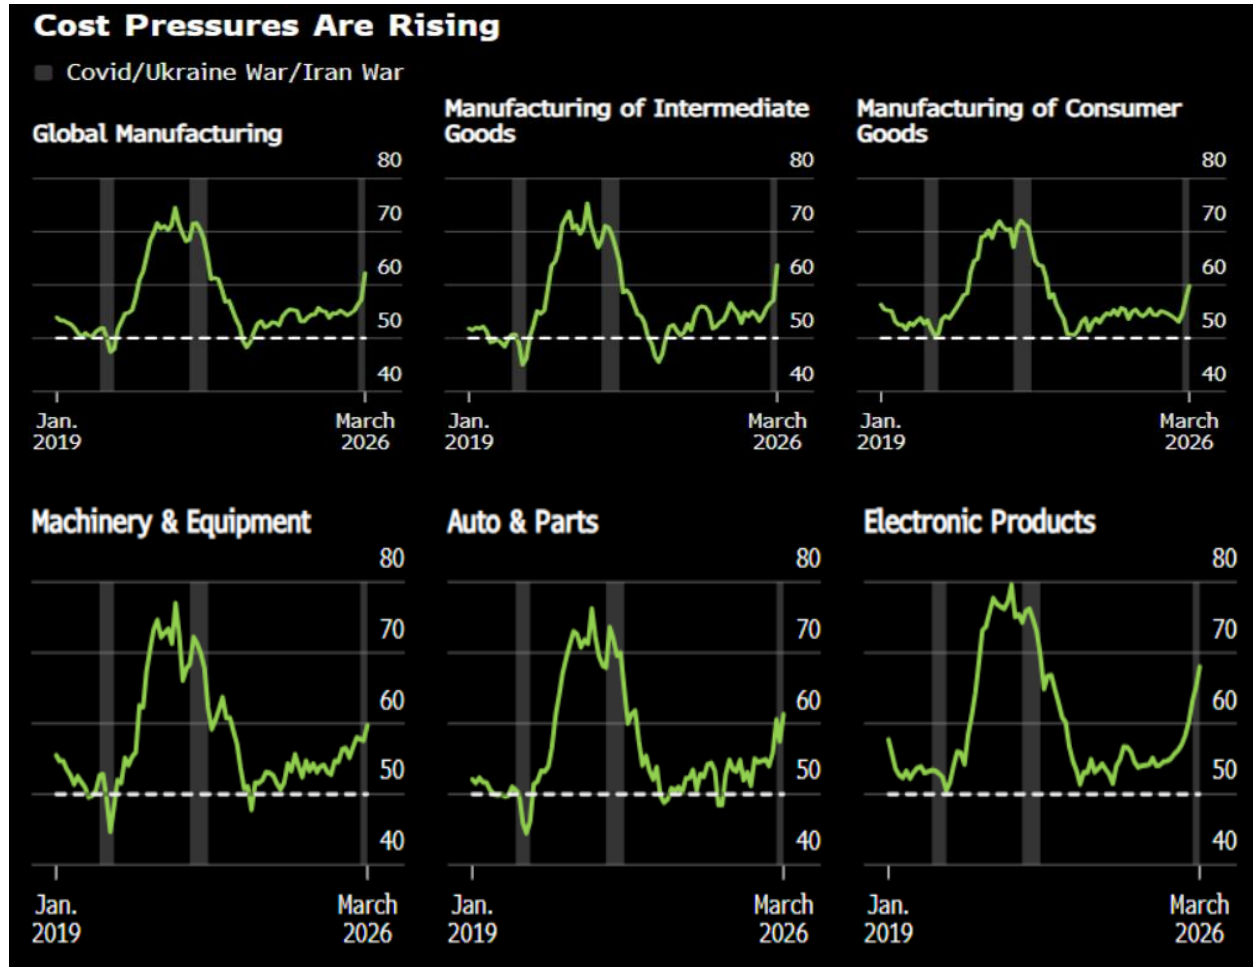 Cost Pressures Are Rising
Covid/Ukraine War/Iran War
Global Manufacturing
80
70
60
50
40
Jan.
2019
March
2026
Manufacturing of Intermediate
Goods
80
70
60
50
40
Jan.
2019
March
2026
Manufacturing of Consumer
Goods
80
70
60
50
40
Jan.
2019
March
2026
Machinery & Equipment
80
70
60
50
40
Jan.
2019
March
2026
Auto & Parts
80
70
60
50
40
Jan.
2019
March
2026
Electronic Products
80
70
60
50
40
Jan.
2019
March
2026